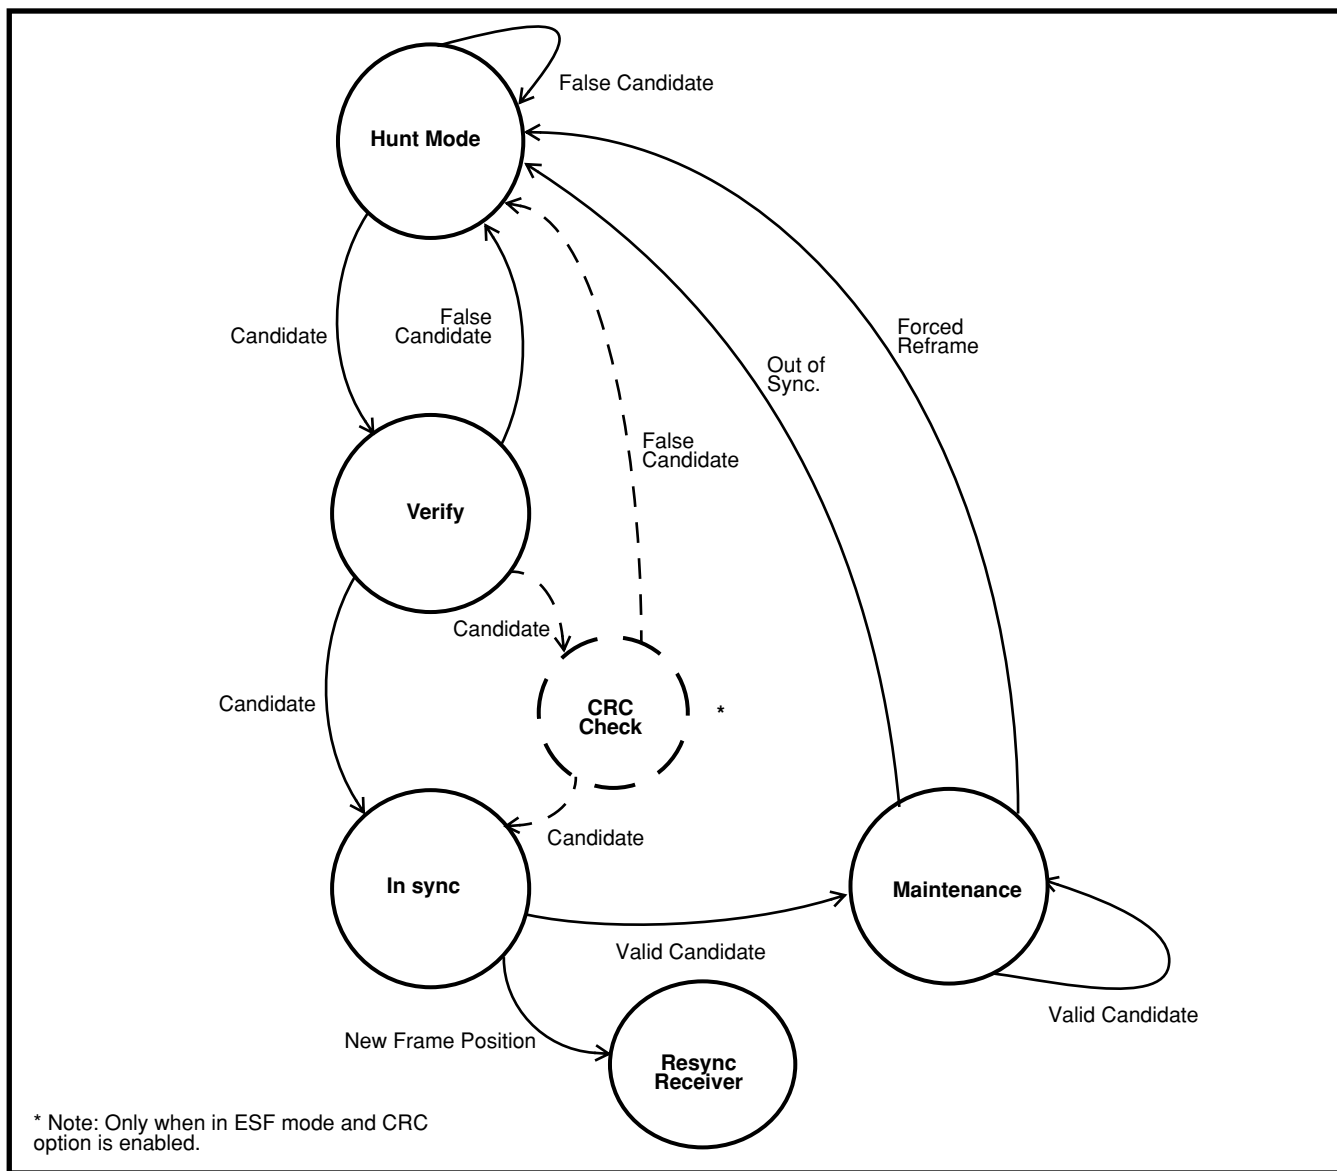 False Candidate
Hunt Mode
False
Candidate
Candidate
Forced
Reframe
Out of
Sync.
False
Candidate
Verify
Candidate
Candidate
CRC
Check
*
Candidate
In sync
Maintenance
Valid Candidate
Valid Candidate
New Frame Position
Resync
Receiver
* Note: Only when in ESF mode and CRC
option is enabled.